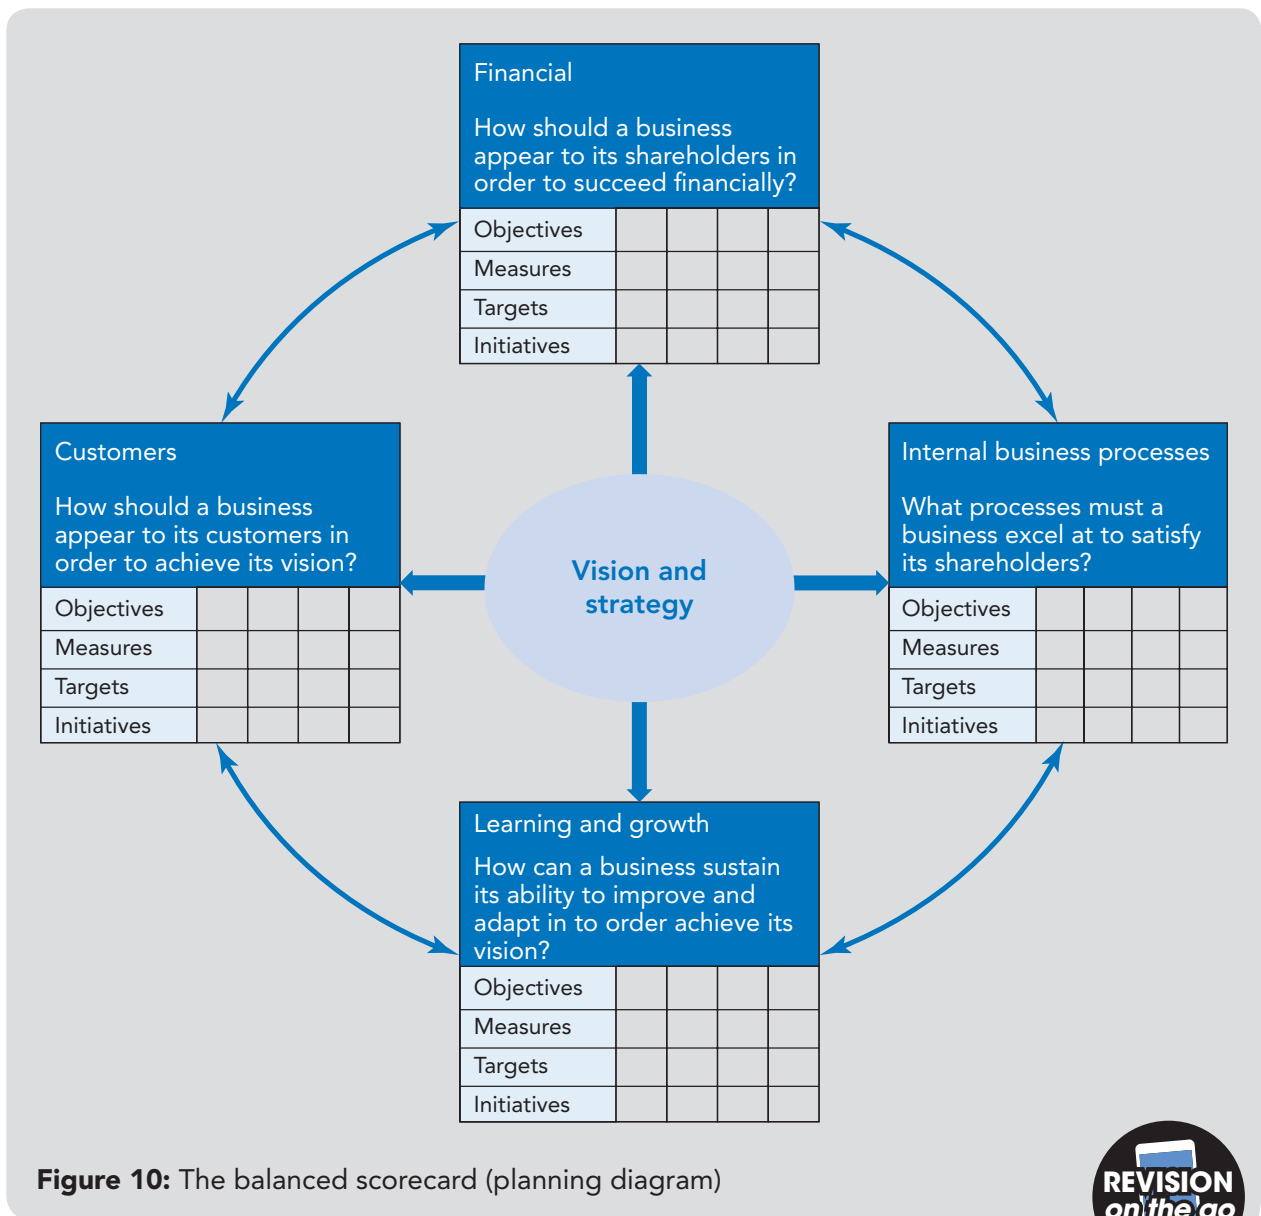 Financial
How should a business
appear to its shareholders in
order to succeed financially?
Objectives
Measures
Targets
Initiatives
Customers
How should a business
appear to its customers in
order to achieve its vision?
Objectives
Measures
Targets
Initiatives
Vision and
strategy
Internal business processes
What processes must a
business excel at to satisfy
its shareholders?
Objectives
Measures
Targets
Initiatives
Learning and growth
How can a business sustain
its ability to improve and
adapt in to order achieve its
vision?
Objectives
Measures
Targets
Initiatives
Figure 10: The balanced scorecard (planning diagram)
REVISION
on the go